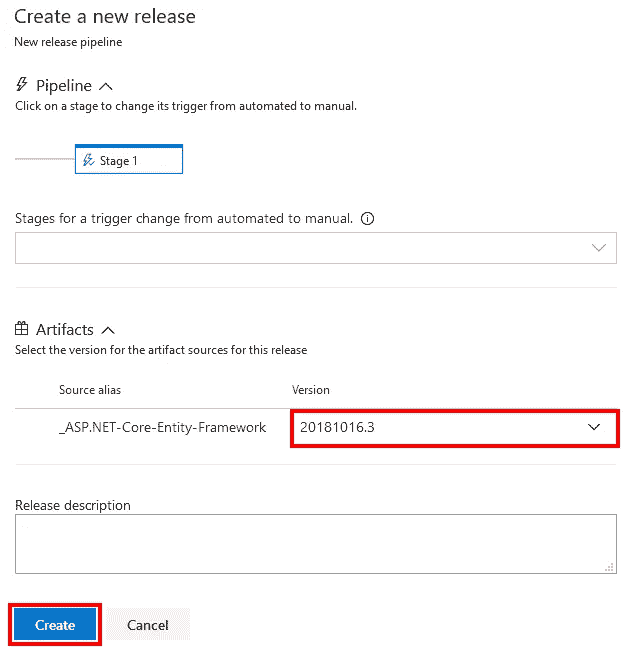 Create a new release
New release pipeline
Pipeline
Click on a stage to change its trigger from automated to manual.
Stage 1
Stages for a trigger change from automated to manual.
Artifacts
Select the version for the artifact sources for this release
Source alias Version
_ASP.NET-Core-Entity-Framework 20181016.3
Release description
Create Cancel